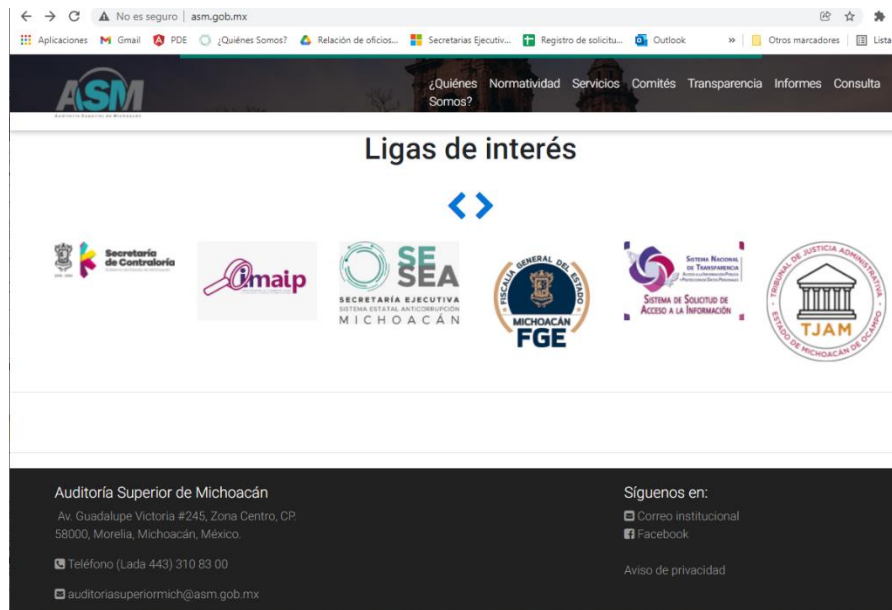 No es seguro | asm.gob.mx
Aplicaciones Gmail PDE ¿Quiénes Somos? Relación de oficios... Secretarias Ejecutiv... Registro de solicitu... Outlook » Otros marcadores Lista
ASM
Auditoría Superior de Michoacán
¿Quiénes Somos? Normatividad Servicios Comités Transparencia Informes Consulta
Ligas de interés
Secretaría
de Contraloría
imaip
SE
SEA
SECRETARÍA EJECUTIVA
SISTEMA ESTATAL ANTICORRUPCIÓN
MICHOACÁN
FISCALÍA GENERAL DEL ESTADO
MICHOACÁN
FGE
SISTEMA NACIONAL
DE TRANSPARENCIA
SISTEMA DE SOLICITUD DE
ACCESO A LA INFORMACIÓN
TRIBUNAL DE JUSTICIA ADMINISTRATIVA
TJAM
ESTADO DE MICHOACÁN DE OCAMPO
Auditoría Superior de Michoacán
Av. Guadalupe Victoria #245, Zona Centro, CP.
58000, Morelia, Michoacán, México.
Teléfono (Lada 443) 310 83 00
auditoriasuperiormich@asm.gob.mx
Síguenos en:
Correo institucional
Facebook
Aviso de privacidad